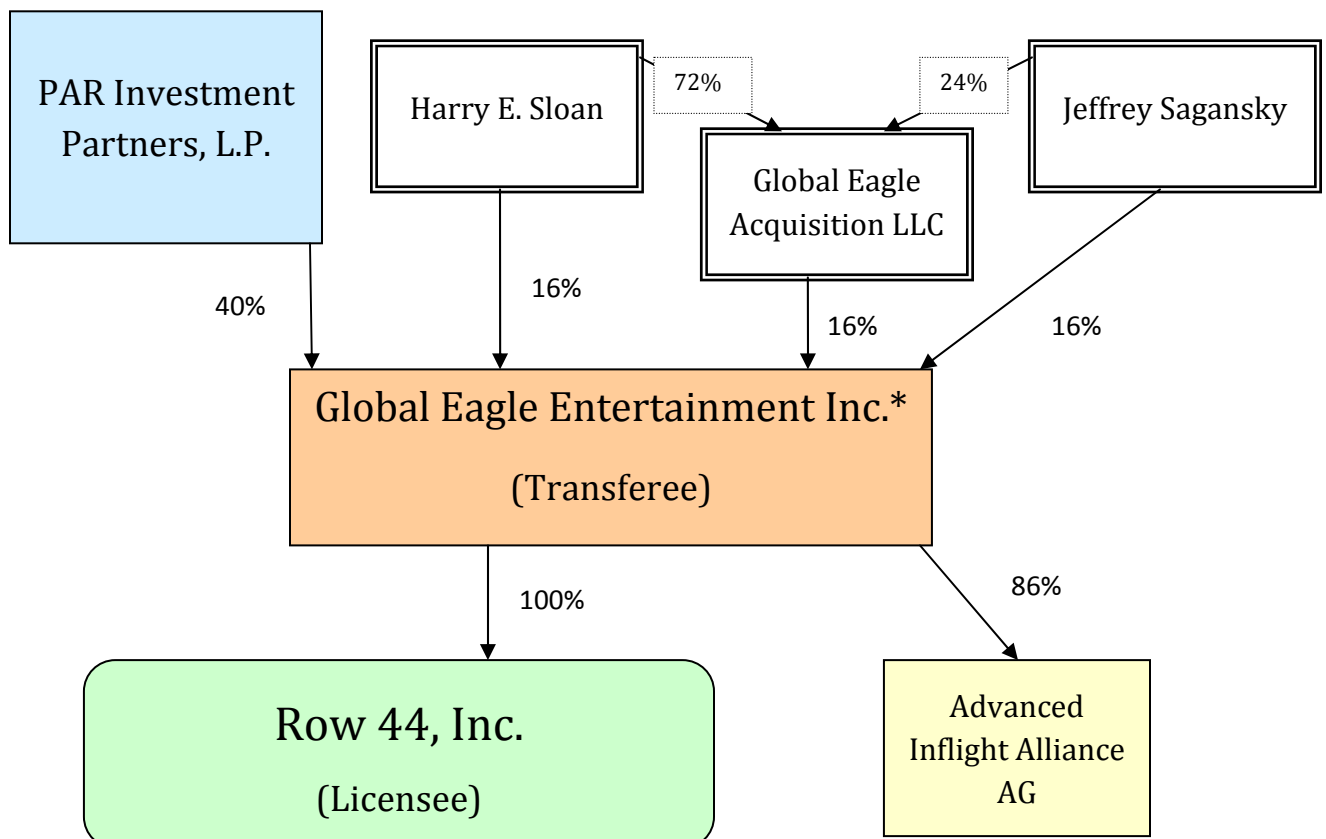 PAR Investment
Partners, L.P.
Harry E. Sloan
72%
24%
Jeffrey Sagansky
Global Eagle
Acquisition LLC
40%
16%
16%
16%
Global Eagle Entertainment Inc.*
(Transferee)
100%
86%
Row 44, Inc.
(Licensee)
Advanced
Inflight Alliance
AG